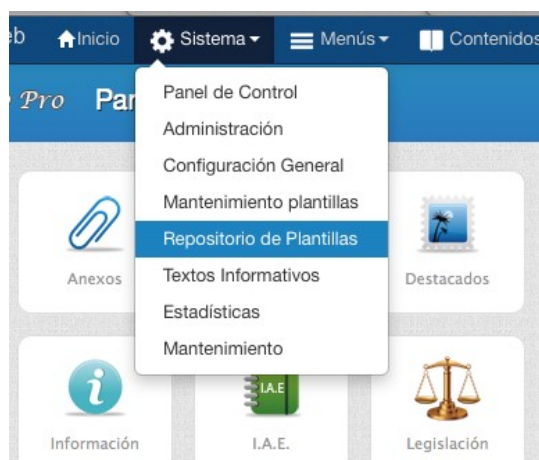 eb Inicio Sistema Menús Contenidos
Pro Par
Panel de Control
Administración
Configuración General
Mantenimiento plantillas
Repositorio de Plantillas
Textos Informativos
Estadísticas
Mantenimiento
Anexos Destacados
I.A.E
Información I.A.E. Legislación